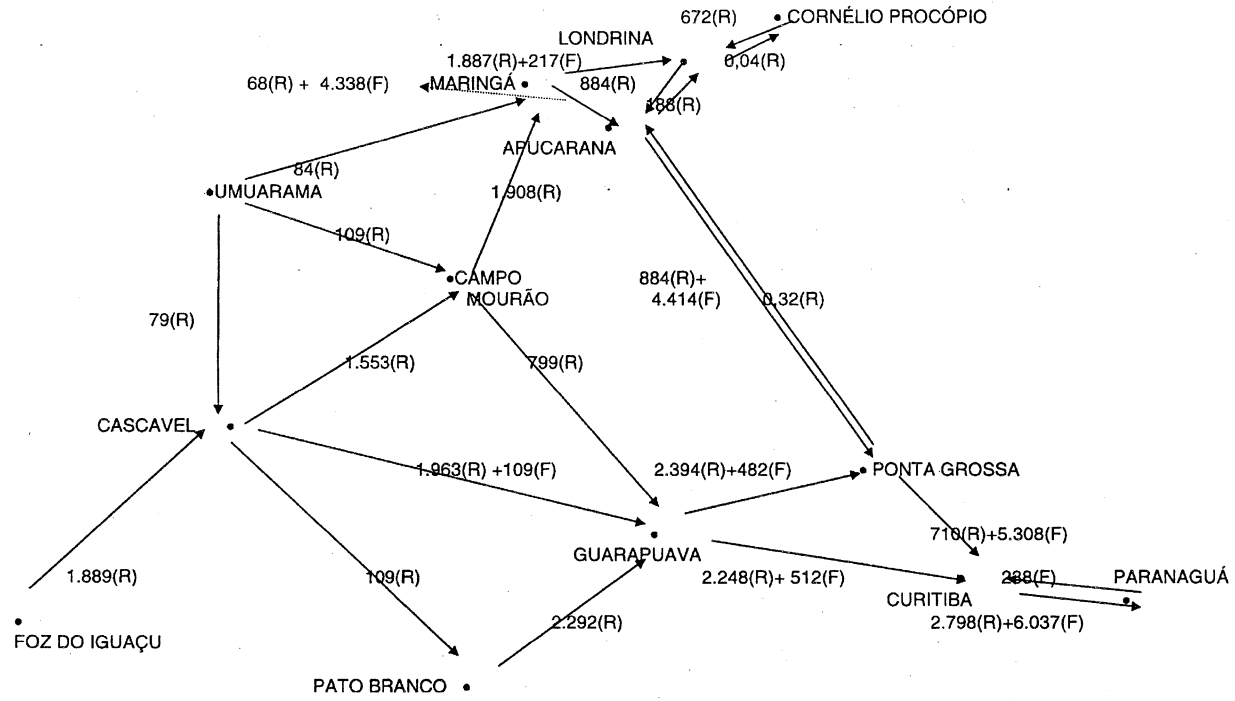 672(R)
CORNÉLIO PROCÓPIO
LONDRINA
1.887(R)+217(F)
0,04(R)
68(R) + 4.338(F)
MARINGÁ
884(R)
188(R)
APUCARANA
84(R)
UMUARAMA
1.908(R)
109(R)
CAMPO
MOURÃO
884(R)+
4.414(F)
0,32(R)
79(R)
1.553(R)
799(R)
CASCAVEL
1.963(R) +109(F)
2.394(R)+482(F)
PONTA GROSSA
710(R)+5.308(F)
GUARAPUAVA
1.889(R)
109(R)
2.248(R)+ 512(F)
238(F)
PARANAGUÁ
CURITIBA
2.292(R)
2.798(R)+6.037(F)
FOZ DO IGUAÇU
PATO BRANCO